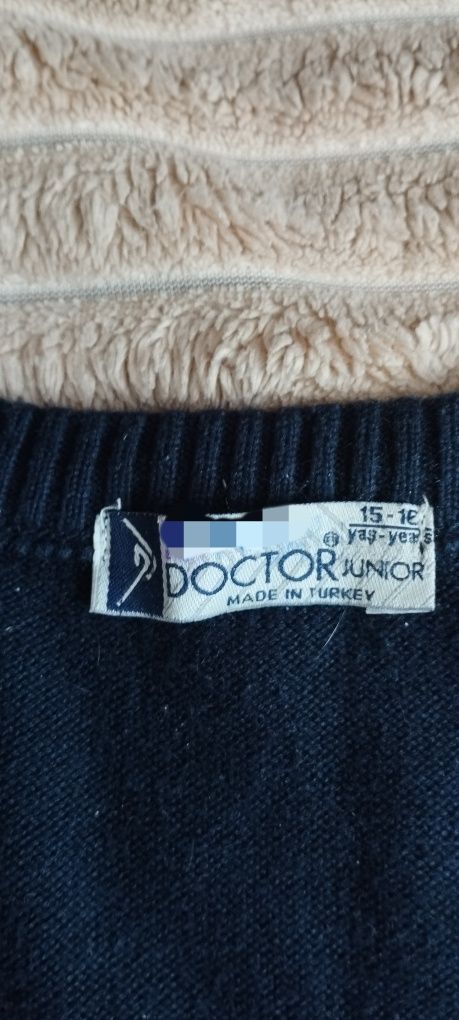 15-16
yaş-years
DOCTOR® JUNIOR
MADE IN TURKEY